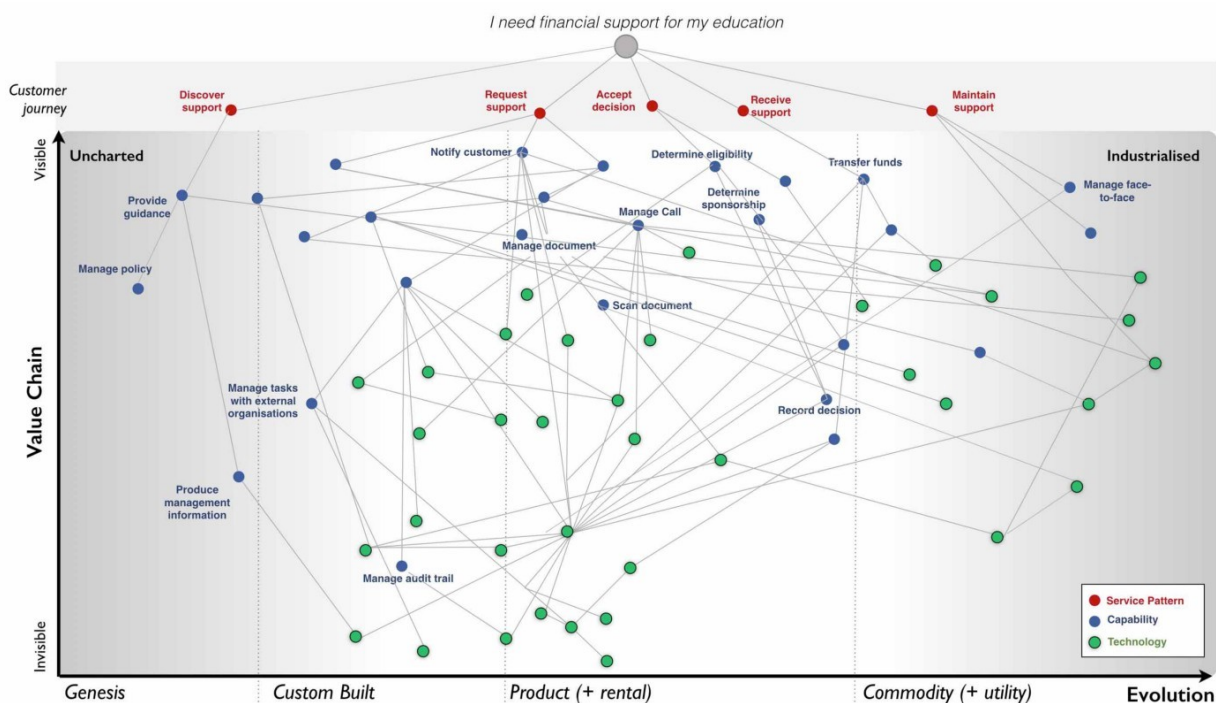 I need financial support for my education
Customer
journey
Discover
support
Request
support
Accept
decision
Receive
support
Maintain
support
Visible
Uncharted
Notify customer
Determine eligibility
Transfer funds
Industrialised
Provide
guidance
Determine
sponsorship
Manage face-
to-face
Manage Call
Manage document
Manage policy
Scan document
Value Chain
Manage tasks
with external
organisations
Record decision
Produce
management
information
Manage audit trail
Service Pattern
Capability
Technology
Invisible
Genesis
Custom Built
Product (+ rental)
Commodity (+ utility)
Evolution